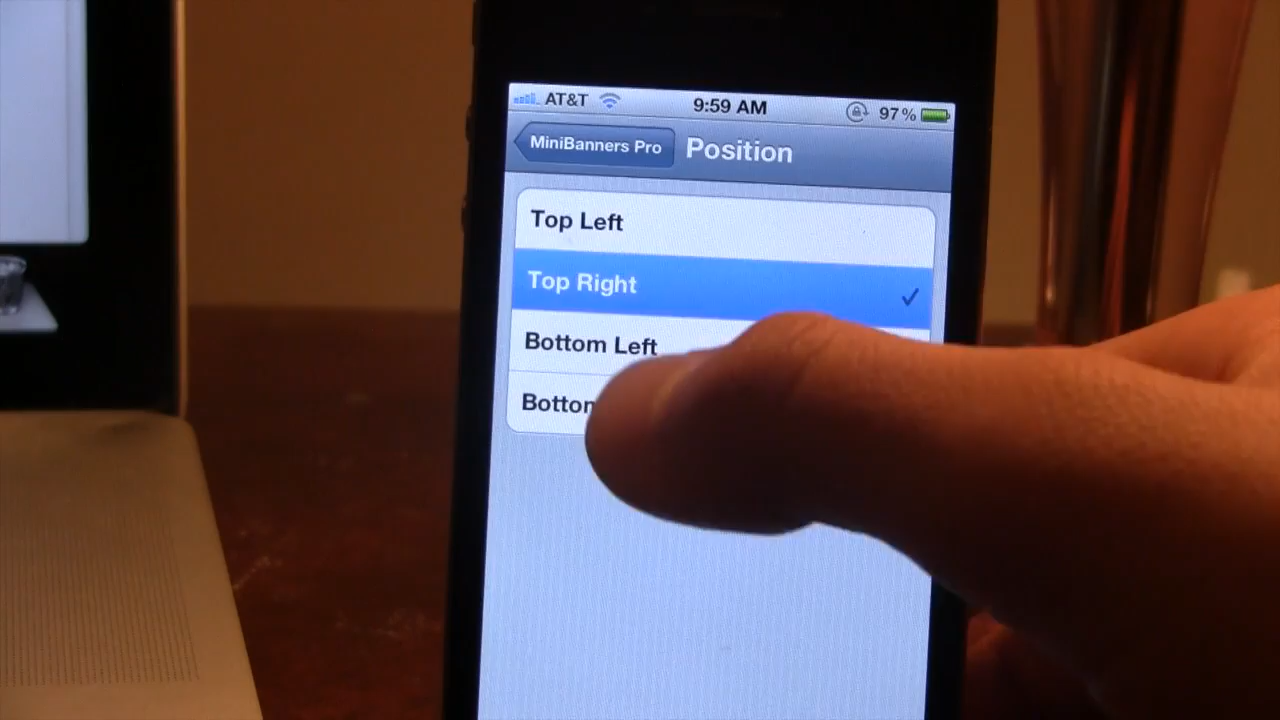 AT&T 9:59 AM 97%
MiniBanners Pro Position
Top Left
Top Right
Bottom Left